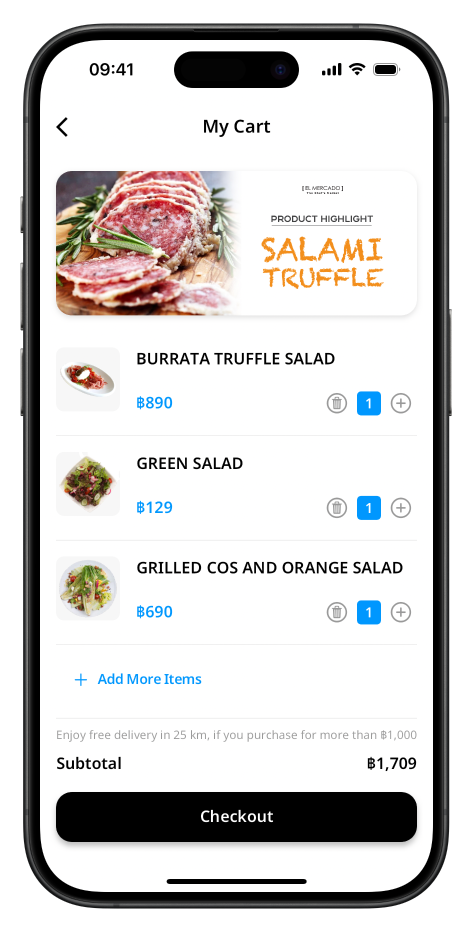 09:41
My Cart
[EL MERCADO]
The Chef's Market
PRODUCT HIGHLIGHT
SALAMI
TRUFFLE
BURRATA TRUFFLE SALAD
฿890
1
GREEN SALAD
฿129
1
GRILLED COS AND ORANGE SALAD
฿690
1
Add More Items
Enjoy free delivery in 25 km, if you purchase for more than ฿1,000
Subtotal ฿1,709
Checkout